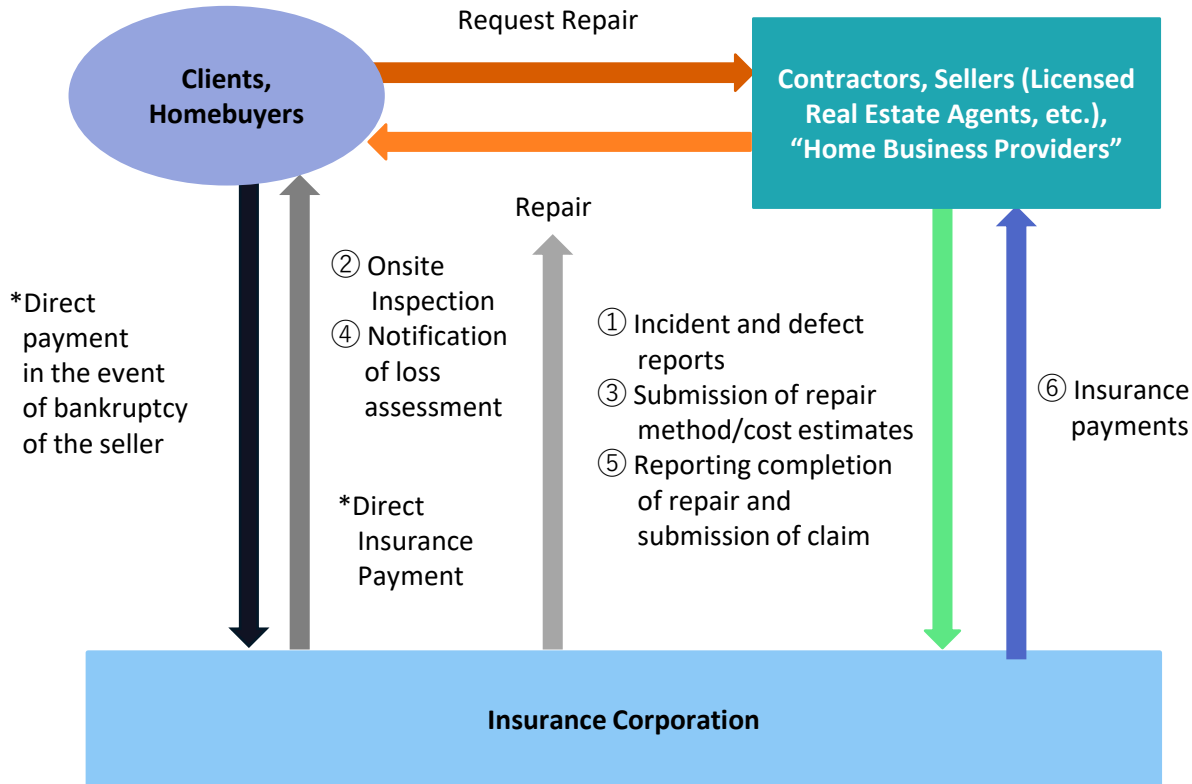 Request Repair
Clients,
Homebuyers
Contractors, Sellers (Licensed
Real Estate Agents, etc.),
“Home Business Providers”
Repair
*Direct
payment
in the event
of bankruptcy
of the seller
② Onsite
Inspection
④ Notification
of loss
assessment
*Direct
Insurance
Payment
① Incident and defect
reports
③ Submission of repair
method/cost estimates
⑤ Reporting completion
of repair and
submission of claim
⑥ Insurance
payments
Insurance Corporation